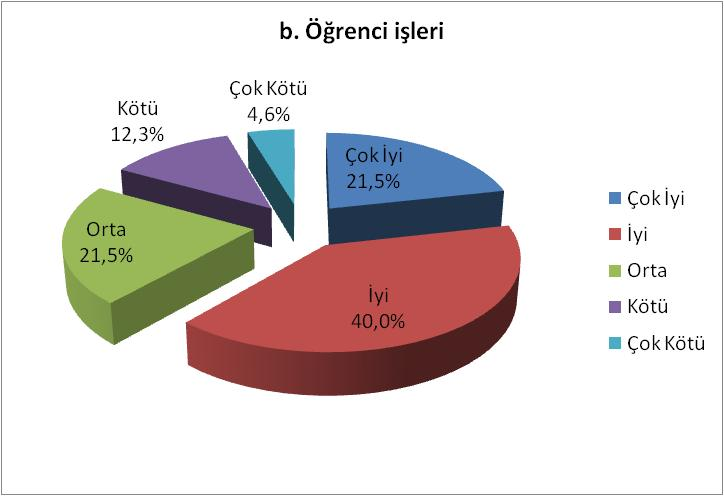 b. Öğrenci işleri
Çok Kötü
4,6%
Kötü
12,3%
Çok İyi
21,5%
Orta
21,5%
İyi
40,0%
Çok İyi
İyi
Orta
Kötü
Çok Kötü